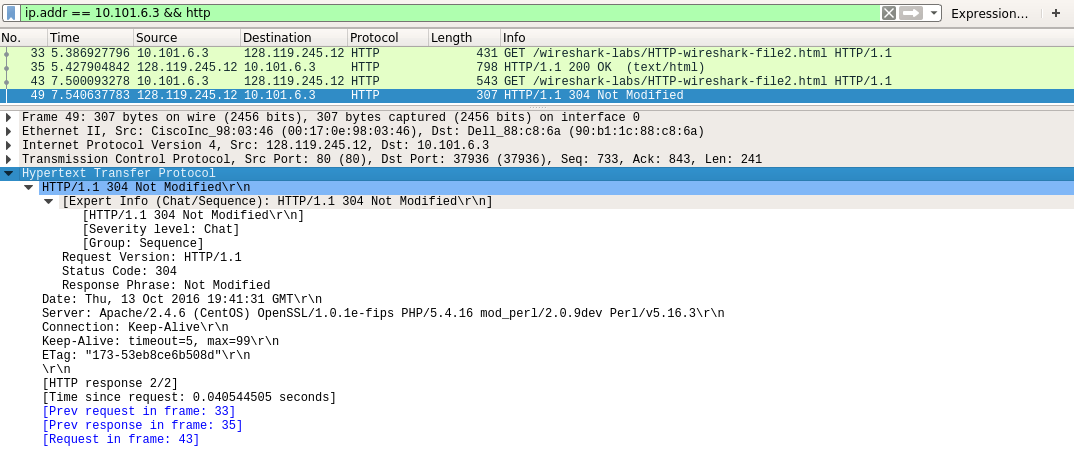 ip.addr == 10.101.6.3 && http Expression… +
No. Time Source Destination Protocol Length Info
33 5.386927796 10.101.6.3 128.119.245.12 HTTP 431 GET /wireshark-labs/HTTP-wireshark-file2.html HTTP/1.1
35 5.427904842 128.119.245.12 10.101.6.3 HTTP 798 HTTP/1.1 200 OK (text/html)
43 7.500093278 10.101.6.3 128.119.245.12 HTTP 543 GET /wireshark-labs/HTTP-wireshark-file2.html HTTP/1.1
49 7.540637783 128.119.245.12 10.101.6.3 HTTP 307 HTTP/1.1 304 Not Modified
Frame 49: 307 bytes on wire (2456 bits), 307 bytes captured (2456 bits) on interface 0
Ethernet II, Src: CiscoInc_98:03:46 (00:17:0e:98:03:46), Dst: Dell_88:c8:6a (90:b1:1c:88:c8:6a)
Internet Protocol Version 4, Src: 128.119.245.12, Dst: 10.101.6.3
Transmission Control Protocol, Src Port: 80 (80), Dst Port: 37936 (37936), Seq: 733, Ack: 843, Len: 241
Hypertext Transfer Protocol
HTTP/1.1 304 Not Modified\r\n
[Expert Info (Chat/Sequence): HTTP/1.1 304 Not Modified\r\n]
[HTTP/1.1 304 Not Modified\r\n]
[Severity level: Chat]
[Group: Sequence]
Request Version: HTTP/1.1
Status Code: 304
Response Phrase: Not Modified
Date: Thu, 13 Oct 2016 19:41:31 GMT\r\n
Server: Apache/2.4.6 (CentOS) OpenSSL/1.0.1e-fips PHP/5.4.16 mod_perl/2.0.9dev Perl/v5.16.3\r\n
Connection: Keep-Alive\r\n
Keep-Alive: timeout=5, max=99\r\n
ETag: "173-53eb8ce6b508d"\r\n
\r\n
[HTTP response 2/2]
[Time since request: 0.040544505 seconds]
[Prev request in frame: 33]
[Prev response in frame: 35]
[Request in frame: 43]